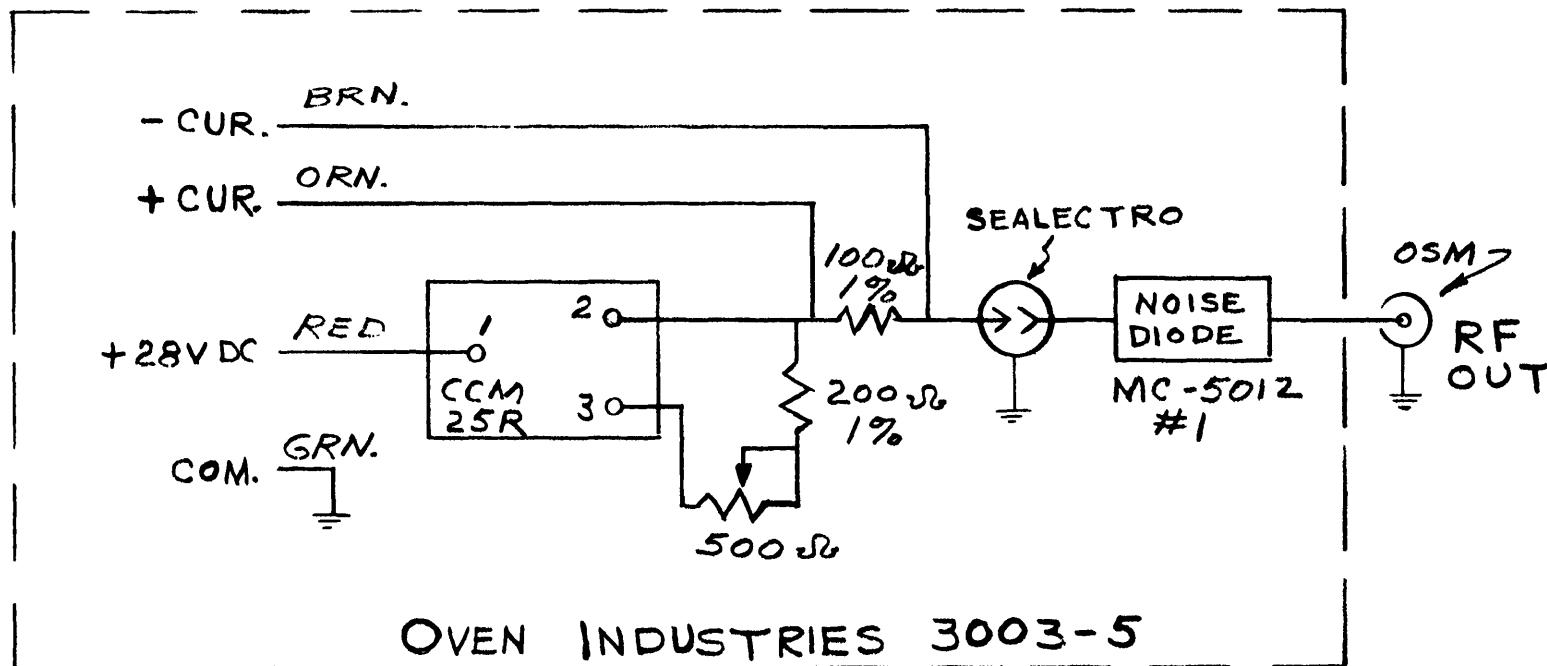 - CUR. BRN.
+ CUR. ORN.
SEALECTRO
OSM
100Ω
1%
+28V DC RED
1
2
CCM
25R
3
200Ω
1%
NOISE
DIODE
MC-5012
#1
RF
OUT
COM. GRN.
500Ω
OVEN INDUSTRIES 3003-5